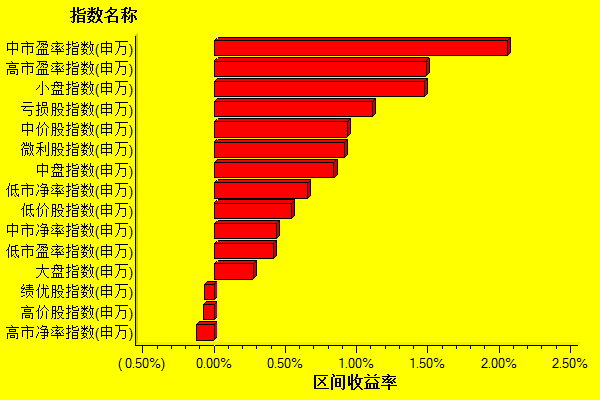 指数名称
中市盈率指数(申万)
高市盈率指数(申万)
小盘指数(申万)
亏损股指数(申万)
中价股指数(申万)
微利股指数(申万)
中盘指数(申万)
低市净率指数(申万)
低价股指数(申万)
中市净率指数(申万)
低市盈率指数(申万)
大盘指数(申万)
绩优股指数(申万)
高价股指数(申万)
高市净率指数(申万)
(0.50%) 0.00% 0.50% 1.00% 1.50% 2.00% 2.50%
区间收益率